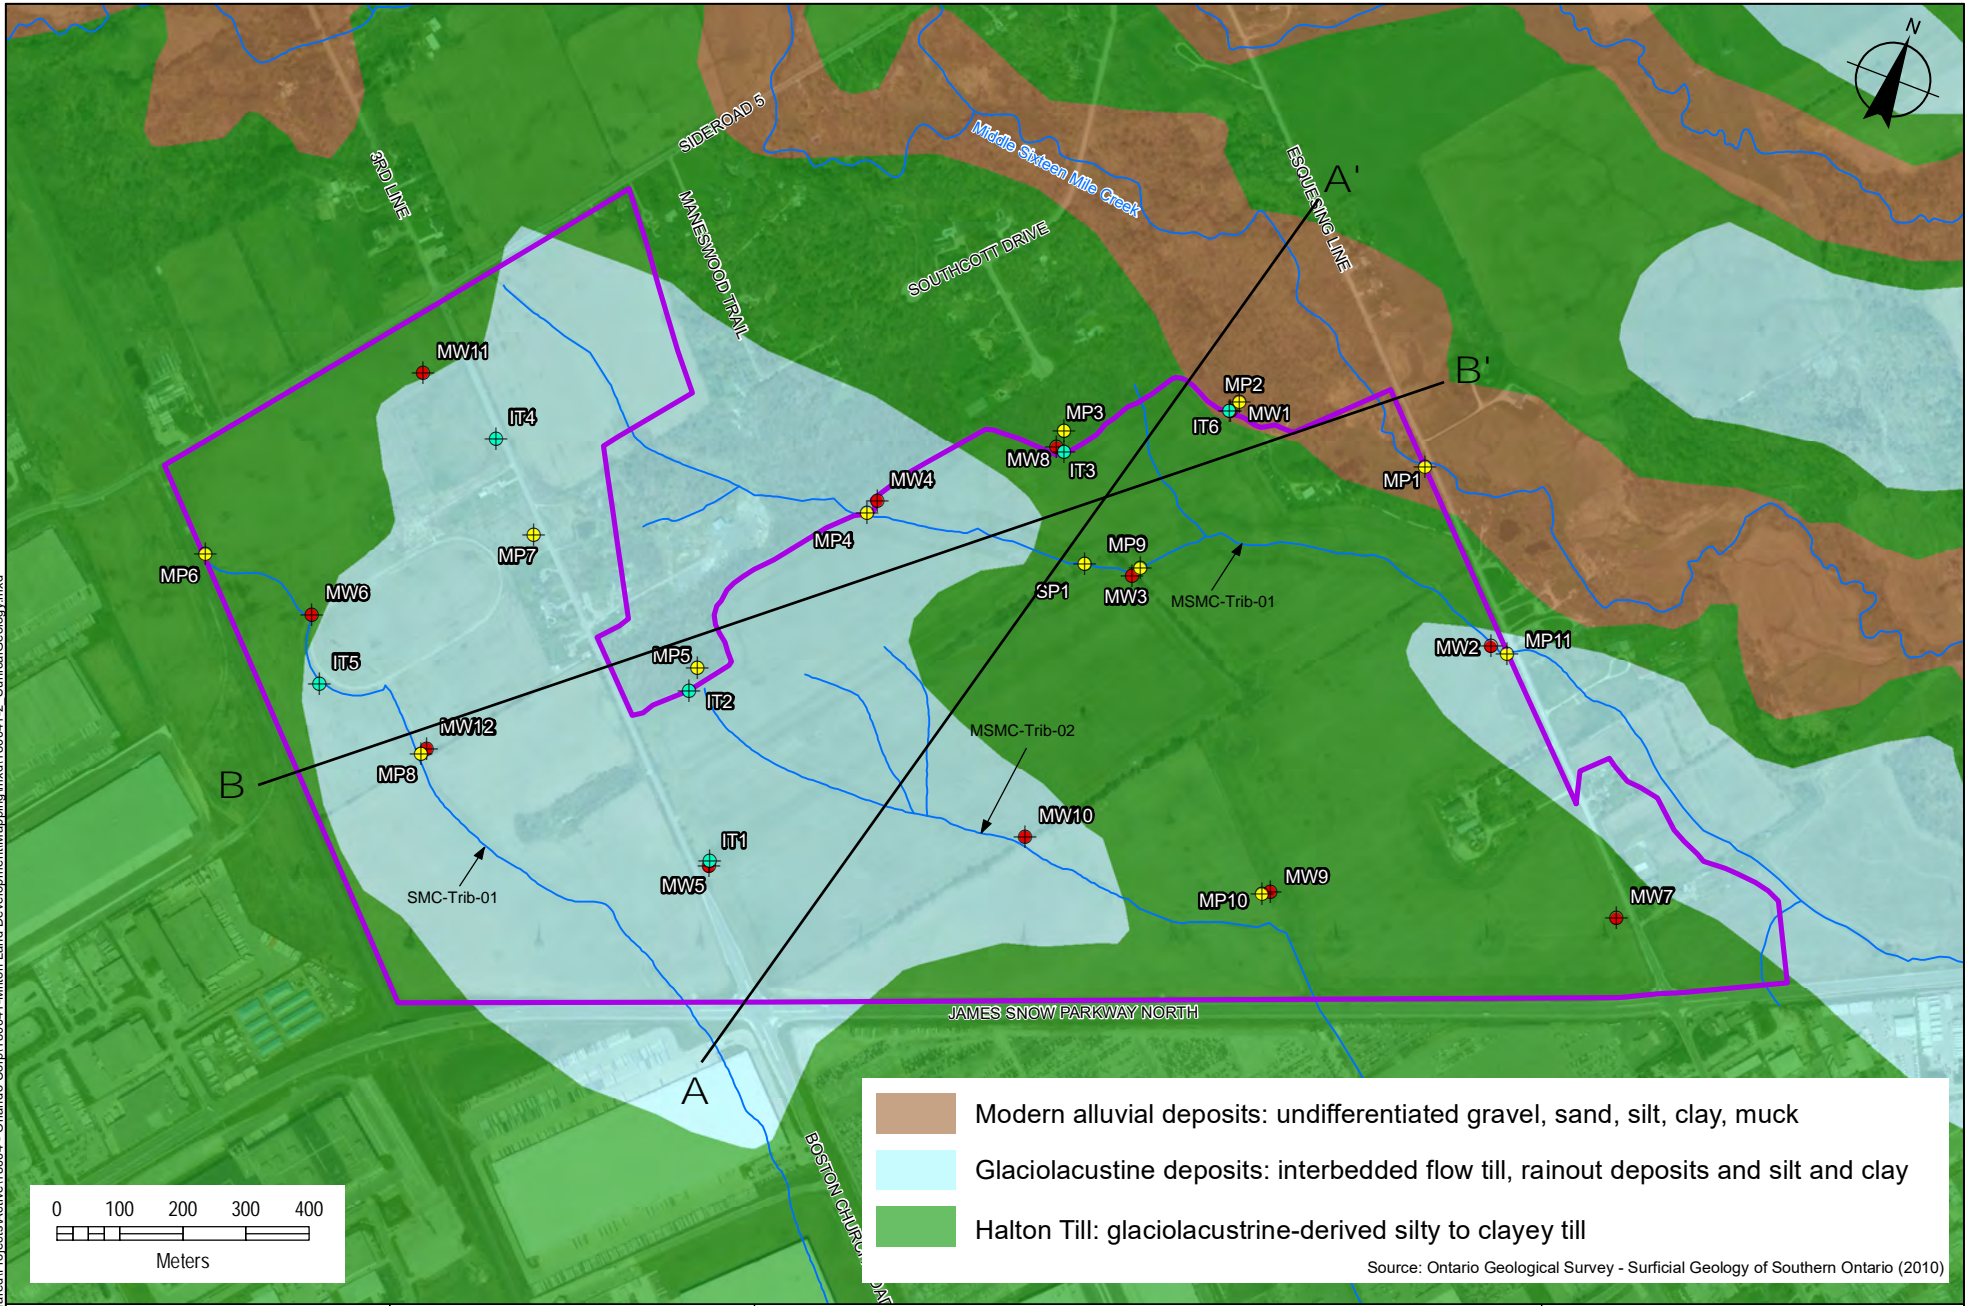 N
SIDEROAD 5
3RD LINE
MANESWOOD TRAIL
Middle Sixteen Mile Creek
SOUTHCOTT DRIVE
ESQUESING LINE
A'
B'
MW11
IT4
MP3
MW8
IT3
MP2
MW1
IT6
MP1
MW4
MP4
MP7
MP6
MW6
IT5
MP9
SP1
MW3
MSMC-Trib-01
MW2
MP11
MP5
IT2
MW12
MP8
B
MSMC-Trib-02
MW10
IT1
MW5
SMC-Trib-01
MP10
MW9
MW7
JAMES SNOW PARKWAY NORTH
A
BOSTON CHURCH ROAD
0 100 200 300 400
Meters
Modern alluvial deposits: undifferentiated gravel, sand, silt, clay, muck
Glaciolacustine deposits: interbedded flow till, rainout deposits and silt and clay
Halton Till: glaciolacustrine-derived silty to clayey till
Source: Ontario Geological Survey - Surficial Geology of Southern Ontario (2010)